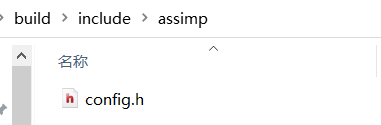 build > include > assimp
名称
config.h